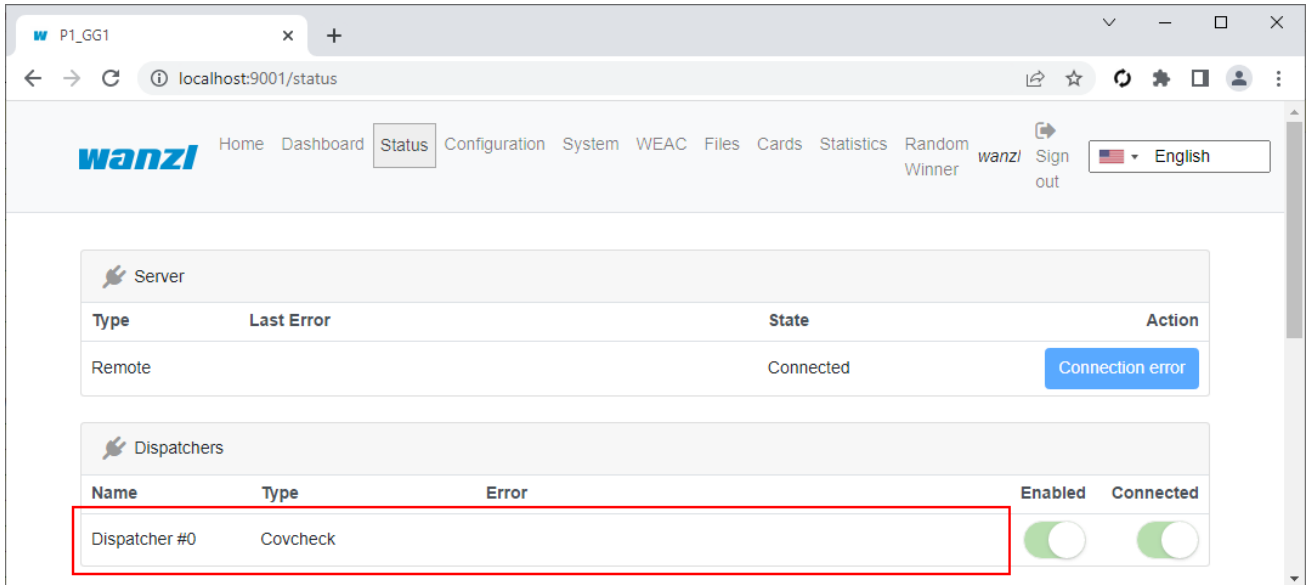 w P1_GG1
localhost:9001/status
wanzl Home Dashboard Status Configuration System WEAC Files Cards Statistics Random Winner wanzl Sign out English
Server
Type Last Error State Action
Remote Connected Connection error
Dispatchers
Name Type Error Enabled Connected
Dispatcher #0 Covcheck